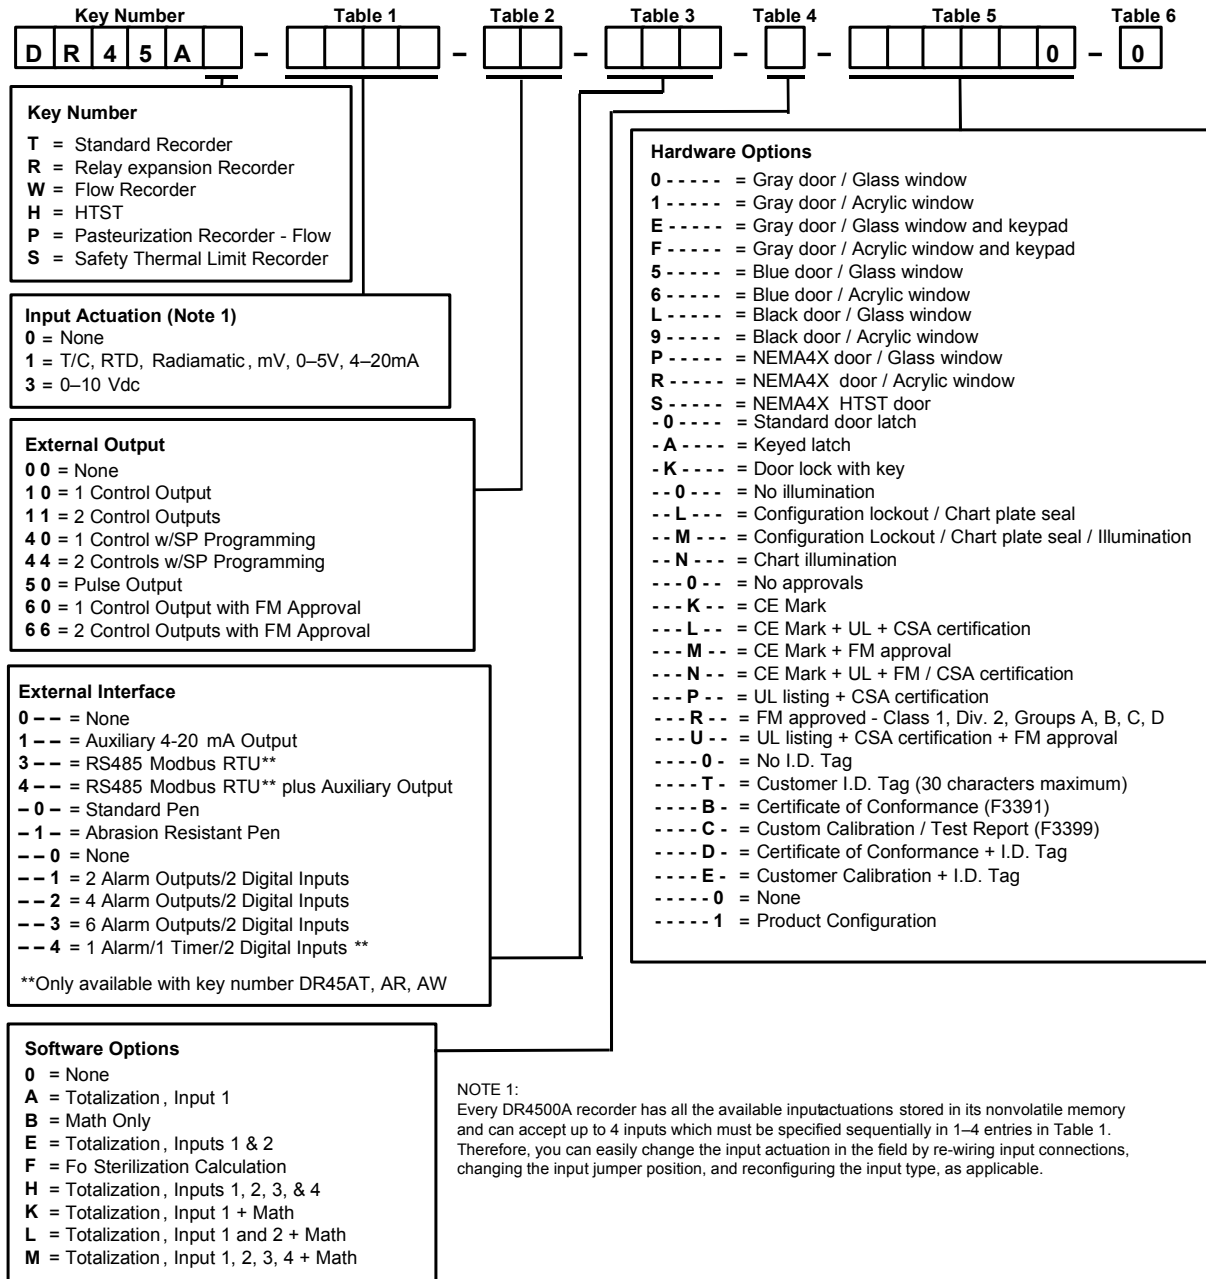 Key Number Table 1 Table 2 Table 3 Table 4 Table 5 Table 6
D R 4 5 A – – – – – 0 – 0
Key Number
T = Standard Recorder
R = Relay expansion Recorder
W = Flow Recorder
H = HTST
P = Pasteurization Recorder - Flow
S = Safety Thermal Limit Recorder
Input Actuation (Note 1)
0 = None
1 = T/C, RTD, Radiamatic, mV, 0–5V, 4–20mA
3 = 0–10 Vdc
External Output
0 0 = None
1 0 = 1 Control Output
1 1 = 2 Control Outputs
4 0 = 1 Control w/SP Programming
4 4 = 2 Controls w/SP Programming
5 0 = Pulse Output
6 0 = 1 Control Output with FM Approval
6 6 = 2 Control Outputs with FM Approval
External Interface
0 – – = None
1 – – = Auxiliary 4-20 mA Output
3 – – = RS485 Modbus RTU**
4 – – = RS485 Modbus RTU** plus Auxiliary Output
– 0 – = Standard Pen
– 1 – = Abrasion Resistant Pen
– – 0 = None
– – 1 = 2 Alarm Outputs/2 Digital Inputs
– – 2 = 4 Alarm Outputs/2 Digital Inputs
– – 3 = 6 Alarm Outputs/2 Digital Inputs
– – 4 = 1 Alarm/1 Timer/2 Digital Inputs **
**Only available with key number DR45AT, AR, AW
Software Options
0 = None
A = Totalization, Input 1
B = Math Only
E = Totalization, Inputs 1 & 2
F = Fo Sterilization Calculation
H = Totalization, Inputs 1, 2, 3, & 4
K = Totalization, Input 1 + Math
L = Totalization, Input 1 and 2 + Math
M = Totalization, Input 1, 2, 3, 4 + Math
Hardware Options
0 - - - - - = Gray door / Glass window
1 - - - - - = Gray door / Acrylic window
E - - - - - = Gray door / Glass window and keypad
F - - - - - = Gray door / Acrylic window and keypad
5 - - - - - = Blue door / Glass window
6 - - - - - = Blue door / Acrylic window
L - - - - - = Black door / Glass window
9 - - - - - = Black door / Acrylic window
P - - - - - = NEMA4X door / Glass window
R - - - - - = NEMA4X door / Acrylic window
S - - - - - = NEMA4X HTST door
- 0 - - - - = Standard door latch
- A - - - - = Keyed latch
- K - - - - = Door lock with key
- - 0 - - - = No illumination
- - L - - - = Configuration lockout / Chart plate seal
- - M - - - = Configuration Lockout / Chart plate seal / Illumination
- - N - - - = Chart illumination
- - - 0 - - = No approvals
- - - K - - = CE Mark
- - - L - - = CE Mark + UL + CSA certification
- - - M - - = CE Mark + FM approval
- - - N - - = CE Mark + UL + FM / CSA certification
- - - P - - = UL listing + CSA certification
- - - R - - = FM approved - Class 1, Div. 2, Groups A, B, C, D
- - - U - - = UL listing + CSA certification + FM approval
- - - - 0 - = No I.D. Tag
- - - - T - = Customer I.D. Tag (30 characters maximum)
- - - - B - = Certificate of Conformance (F3391)
- - - - C - = Custom Calibration / Test Report (F3399)
- - - - D - = Certificate of Conformance + I.D. Tag
- - - - E - = Customer Calibration + I.D. Tag
- - - - - 0 = None
- - - - - 1 = Product Configuration
NOTE 1:
Every DR4500A recorder has all the available inputactuations stored in its nonvolatile memory
and can accept up to 4 inputs which must be specified sequentially in 1–4 entries in Table 1.
Therefore, you can easily change the input actuation in the field by re-wiring input connections,
changing the input jumper position, and reconfiguring the input type, as applicable.